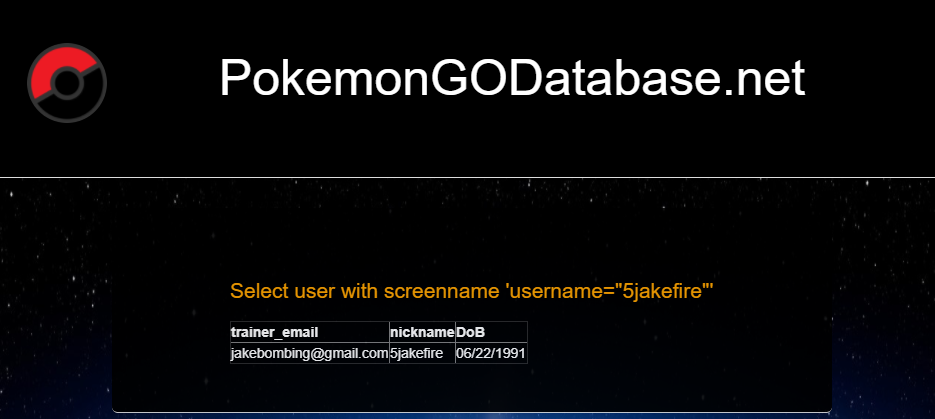 PokemonGODatabase.net
Select user with screenname 'username="5jakefire"'
trainer_email nickname DoB
jakebombing@gmail.com 5jakefire 06/22/1991